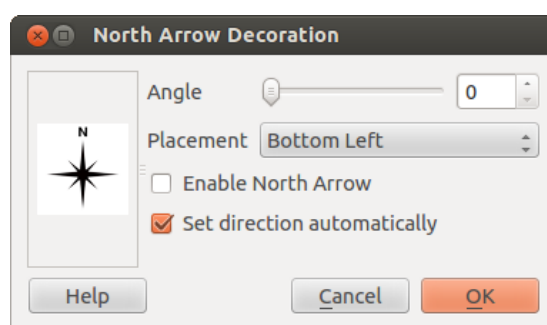 North Arrow Decoration
Angle 0
N
Placement Bottom Left
Enable North Arrow
Set direction automatically
Help Cancel OK